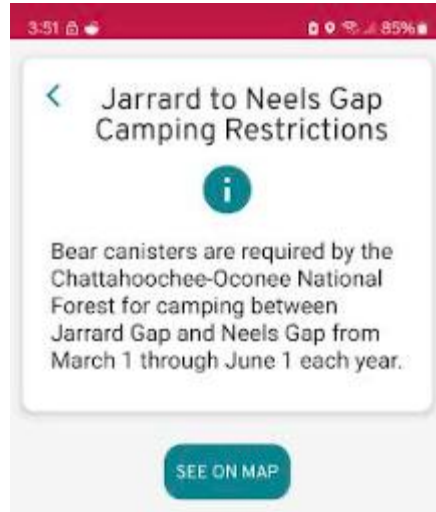 3:51 85%
Jarrard to Neels Gap
Camping Restrictions
i
Bear canisters are required by the
Chattahoochee-Oconee National
Forest for camping between
Jarrard Gap and Neels Gap from
March 1 through June 1 each year.
SEE ON MAP